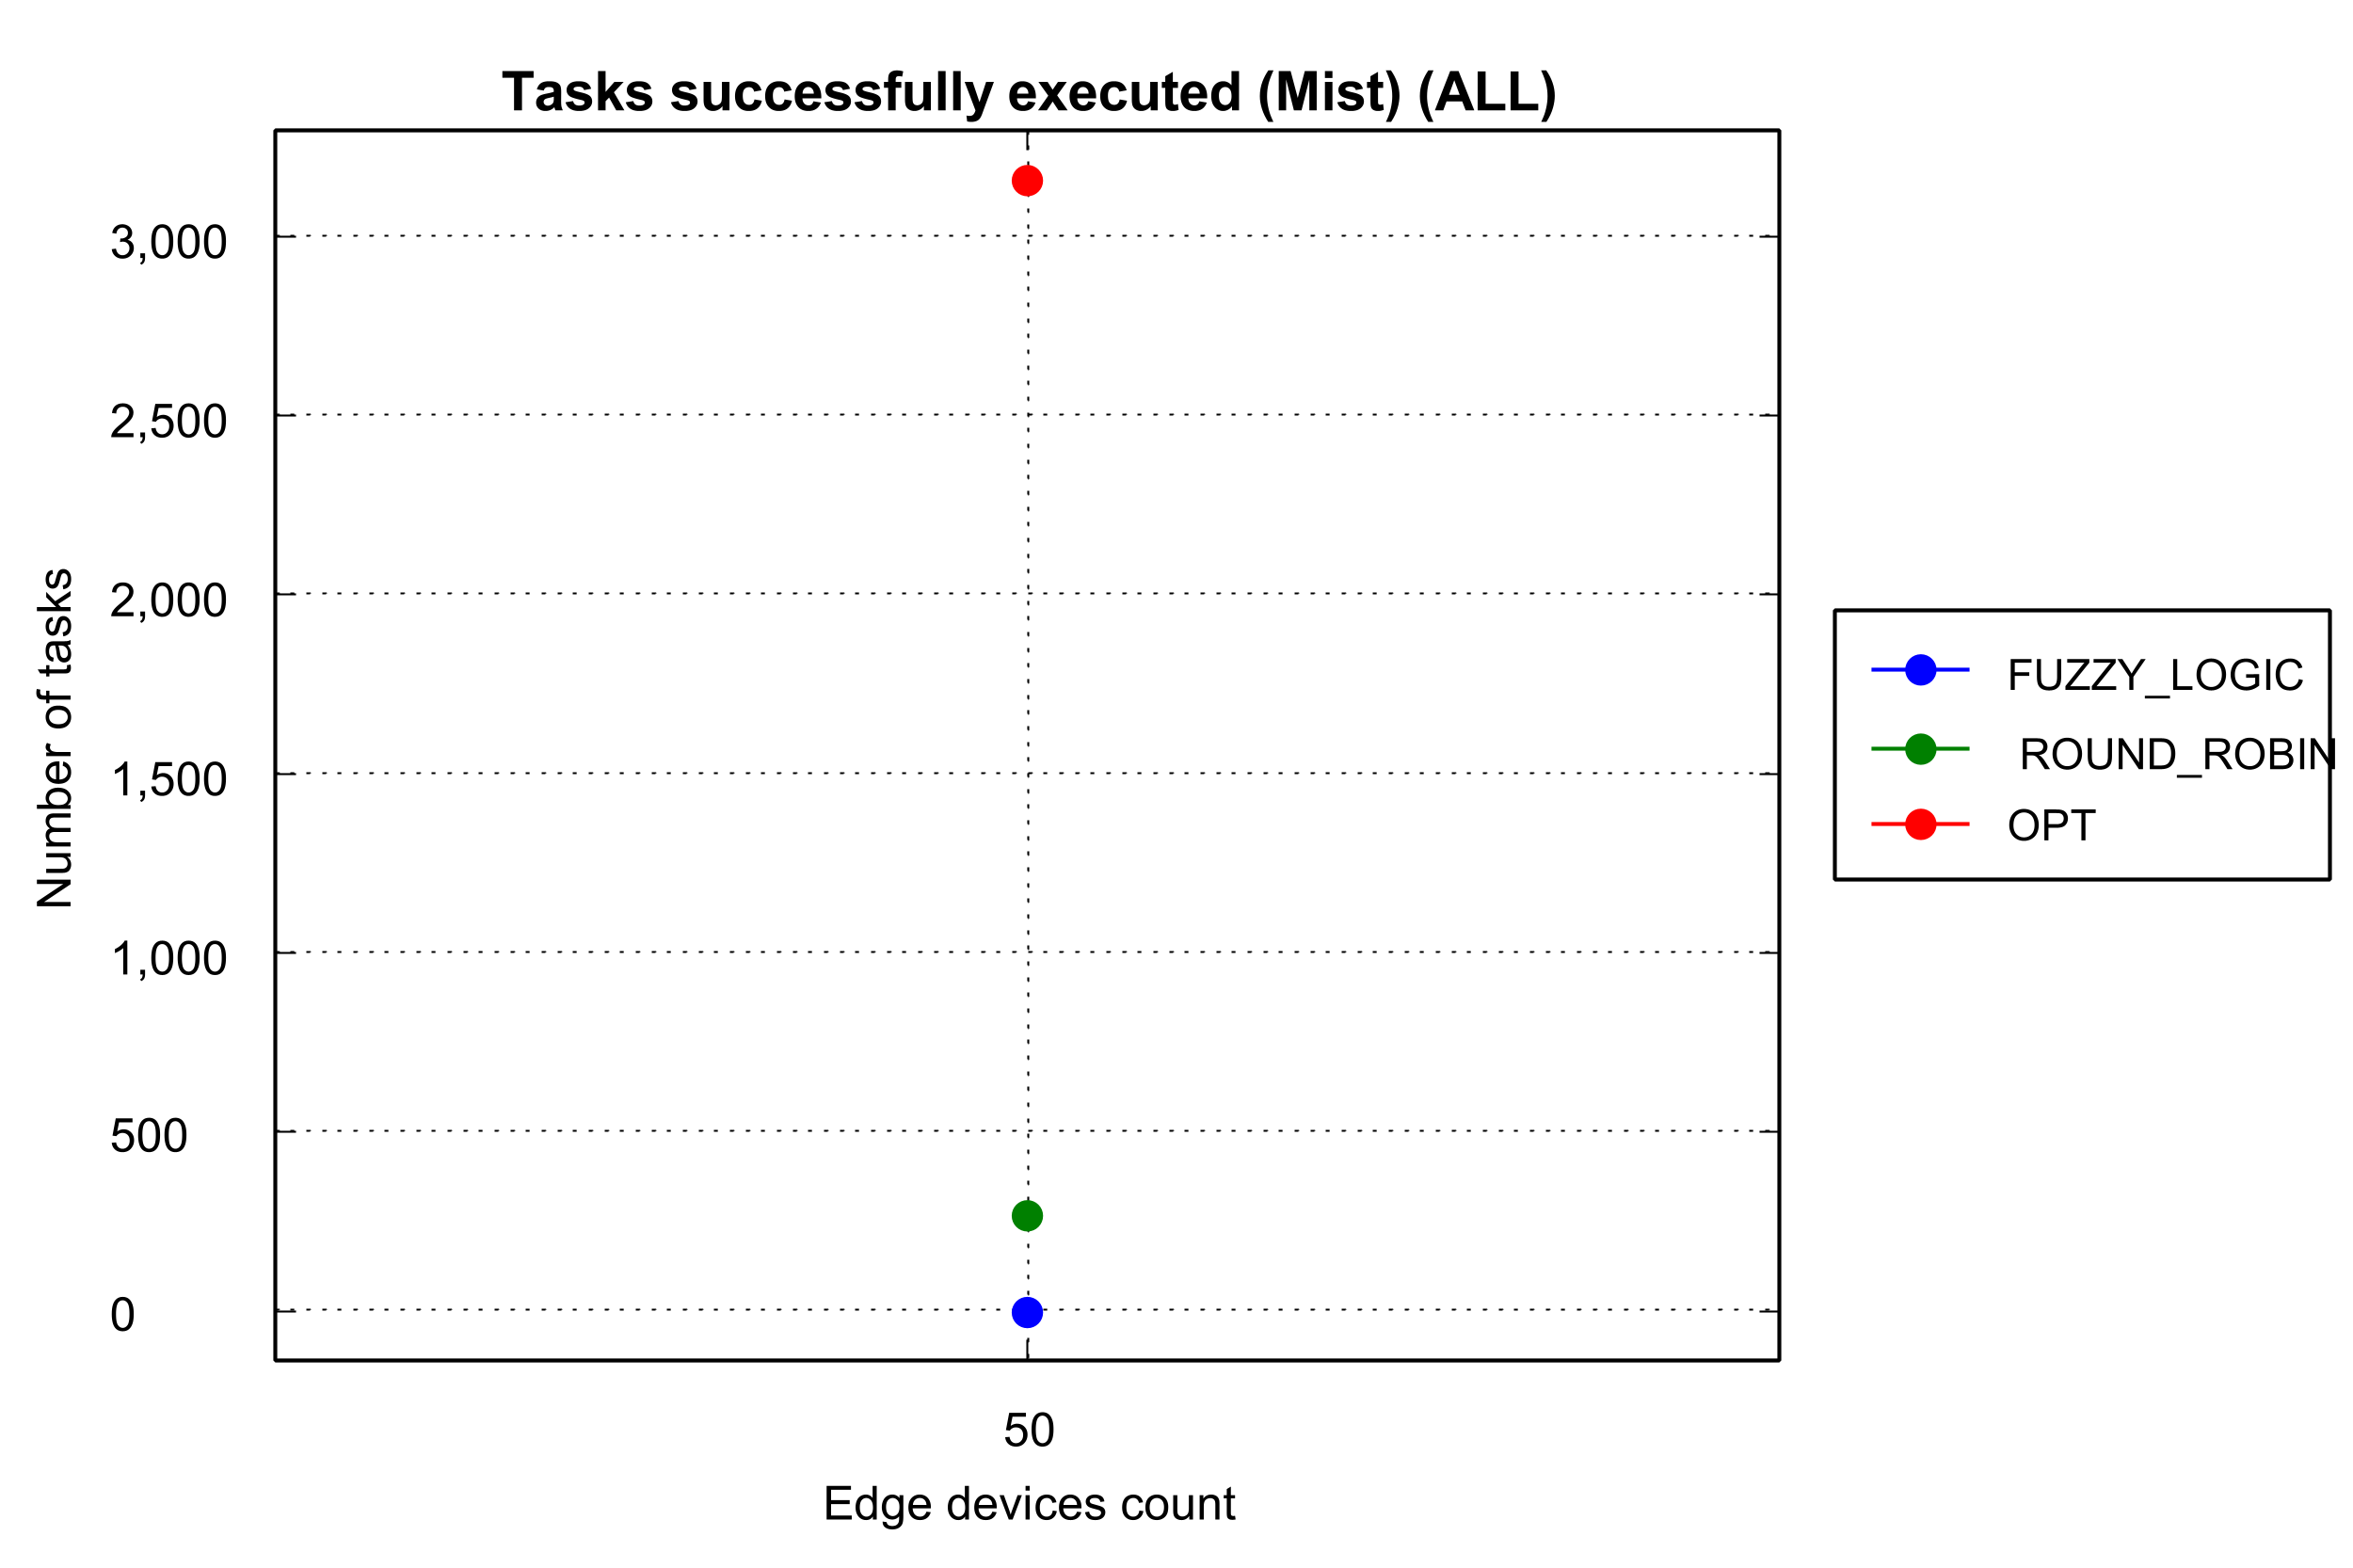 Tasks successfully executed (Mist) (ALL)
3,000
2,500
2,000
1,500
1,000
500
0
Number of tasks
50
Edge devices count
FUZZY_LOGIC
ROUND_ROBIN
OPT